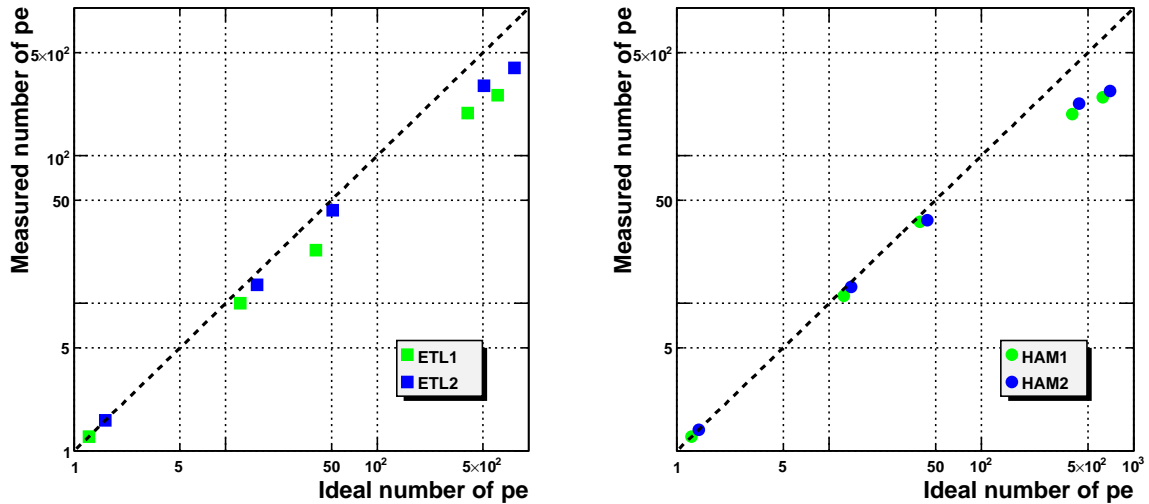 Measured number of pe
5×10²
10²
50
5
1
ETL1
ETL2
1 5 50 10² 5×10²
Ideal number of pe
Measured number of pe
5×10²
10²
50
5
1
HAM1
HAM2
1 5 50 10² 5×10² 10³
Ideal number of pe